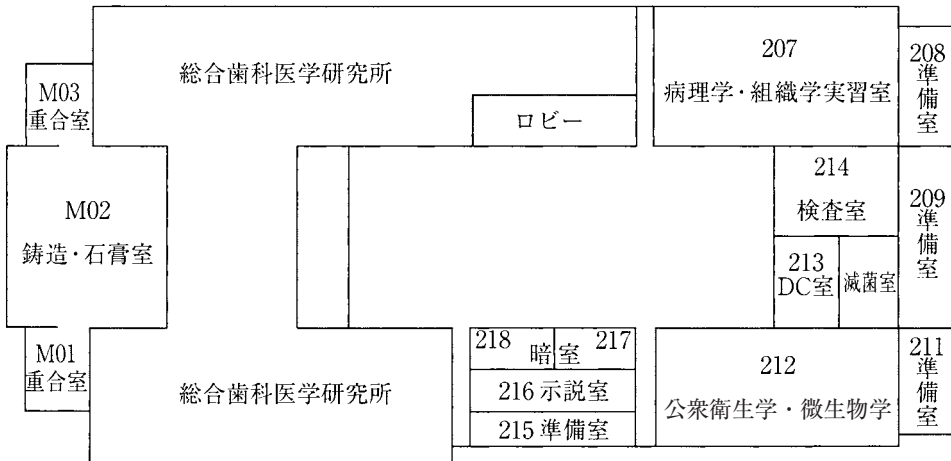 総合歯科医学研究所
ロビー
207
病理学・組織学実習室
208
準備室
M03
重合室
M02
鋳造・石膏室
M01
重合室
214
検査室
209
準備室
213
DC室
滅菌室
総合歯科医学研究所
218 暗室 217
216 示説室
215 準備室
212
公衆衛生学・微生物学
211
準備室